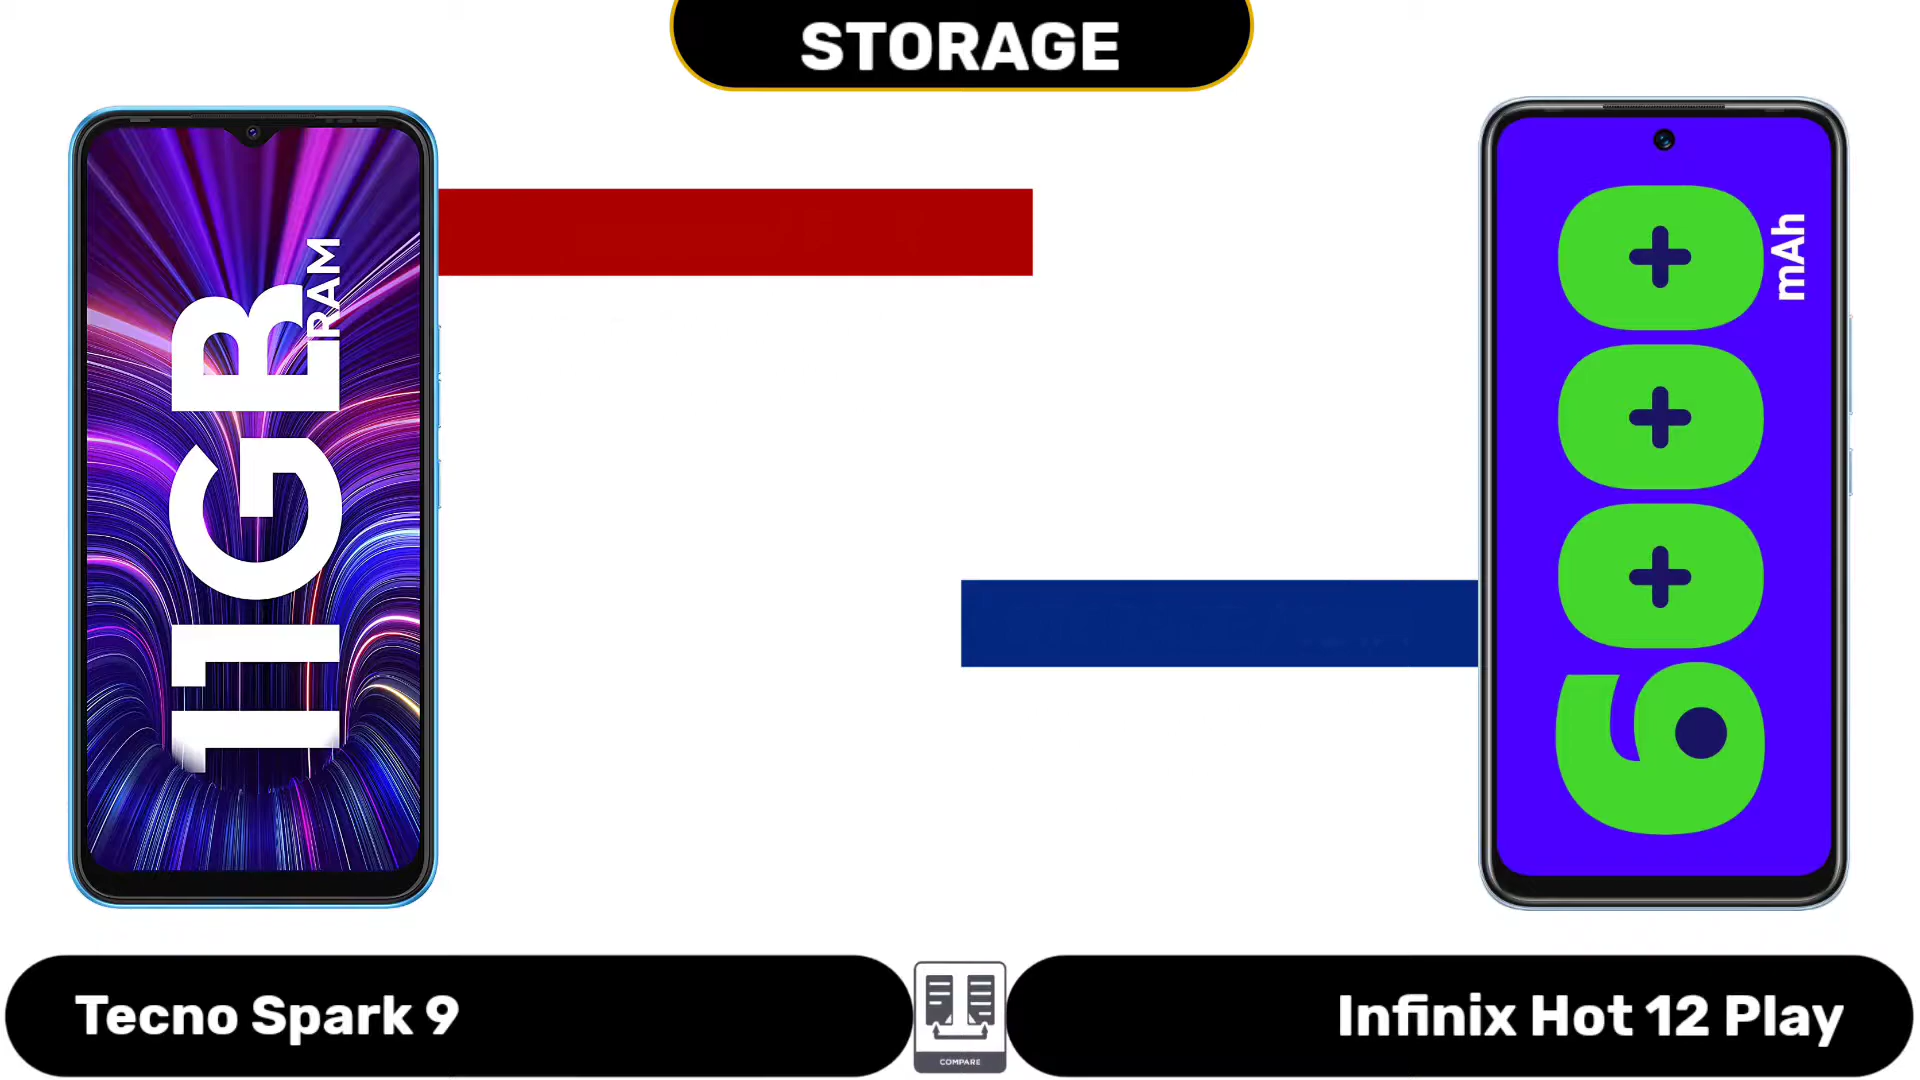 STORAGE
11GB
RAM
6000
mAh
Tecno Spark 9
COMPARE
Infinix Hot 12 Play